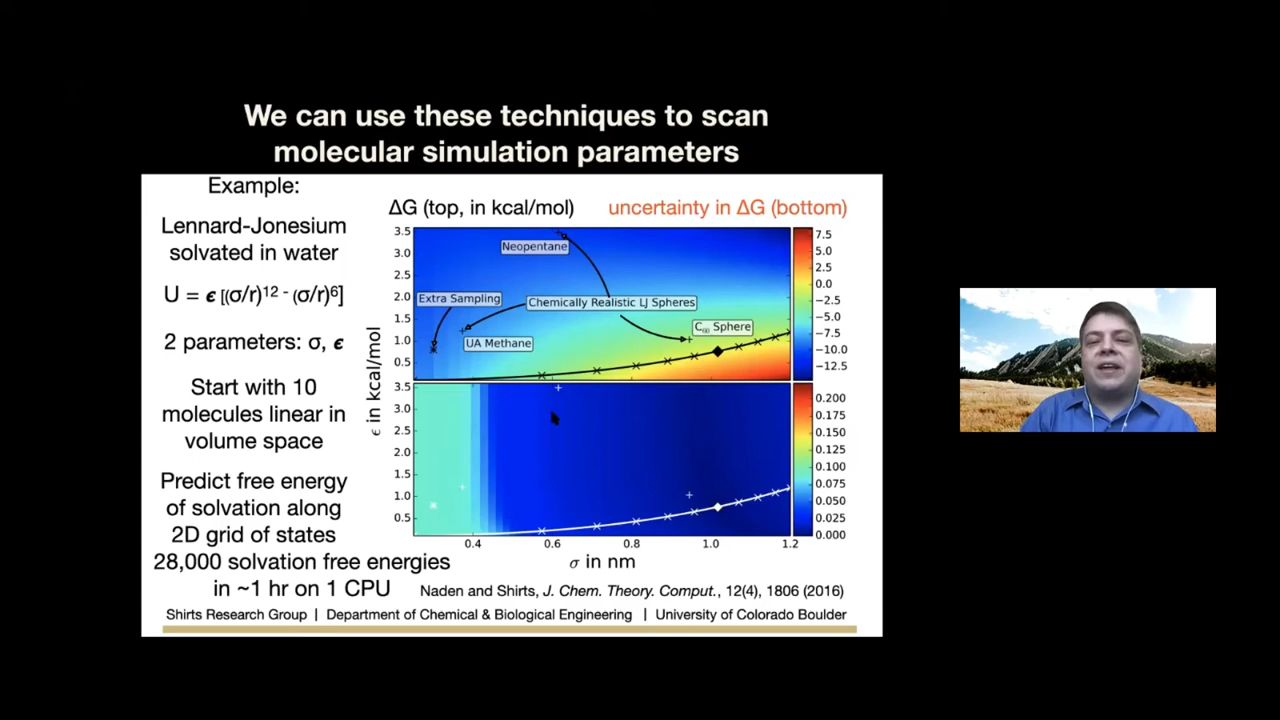 We can use these techniques to scan
molecular simulation parameters
Example:
Lennard-Jonesium
solvated in water
U = ϵ [(σ/r)12 - (σ/r)6]
2 parameters: σ, ϵ
Start with 10
molecules linear in
volume space
Predict free energy
of solvation along
2D grid of states
28,000 solvation free energies
in ~1 hr on 1 CPU
ΔG (top, in kcal/mol)
uncertainty in ΔG (bottom)
ϵ in kcal/mol
3.5
3.0
2.5
2.0
1.5
1.0
0.5
Neopentane
Extra Sampling
Chemically Realistic LJ Spheres
UA Methane
C60 Sphere
7.5
5.0
2.5
0.0
−2.5
−5.0
−7.5
−10.0
−12.5
3.5
3.0
2.5
2.0
1.5
1.0
0.5
0.200
0.175
0.150
0.125
0.100
0.075
0.050
0.025
0.000
0.4 0.6 0.8 1.0 1.2
σ in nm
Naden and Shirts, J. Chem. Theory. Comput., 12(4), 1806 (2016)
Shirts Research Group | Department of Chemical & Biological Engineering | University of Colorado Boulder